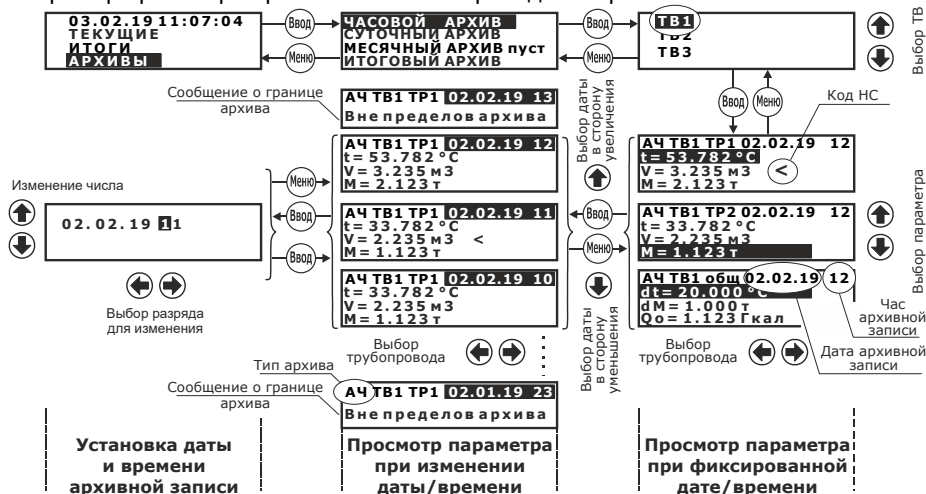 03.02.19 11:07:04
ТЕКУЩИЕ
ИТОГИ
АРХИВЫ
Ввод
Меню
ЧАСОВОЙ АРХИВ
СУТОЧНЫЙ АРХИВ
МЕСЯЧНЫЙ АРХИВ пуст
ИТОГОВЫЙ АРХИВ
Ввод
Меню
ТВ1
ТВ2
ТВ3
Выбор ТВ
Сообщение о границе
архива
АЧ ТВ1 ТР1 02.02.19 13
Вне пределов архива
Выбор даты
в сторону
увеличения
Ввод
Меню
Код НС
АЧ ТВ1 ТР1 02.02.19 12
t= 53.782 °С
V= 3.235 м3
M= 2.123 т
АЧ ТВ1 ТР1 02.02.19 12
t= 53.782 °С
V= 3.235 м3 <
M= 2.123 т
Изменение числа
02.02.19 11
Меню
Ввод
Ввод
АЧ ТВ1 ТР1 02.02.19 11
t= 33.782 °С
V= 2.235 м3 <
M= 1.123 т
Ввод
Меню
АЧ ТВ1 ТР2 02.02.19 12
t= 33.782 °С
V= 2.235 м3
M= 1.123 т
Выбор параметра
Выбор разряда
для изменения
АЧ ТВ1 ТР1 02.02.19 10
t= 33.782 °С
V= 2.235 м3
M= 1.123 т
Выбор даты
в сторону
уменьшения
АЧ ТВ1 общ 02.02.19 12
dt= 20.000 °С
dM= 1.000 т
Qo= 1.123 Гкал
Час
архивной
записи
Выбор
трубопровода
Выбор
трубопровода
Дата архивной
записи
Тип архива
Сообщение о границе
архива
АЧ ТВ1 ТР1 02.01.19 23
Вне пределов архива
Установка даты
и времени
архивной записи
Просмотр параметра
при изменении
даты/времени
Просмотр параметра
при фиксированной
дате/времени